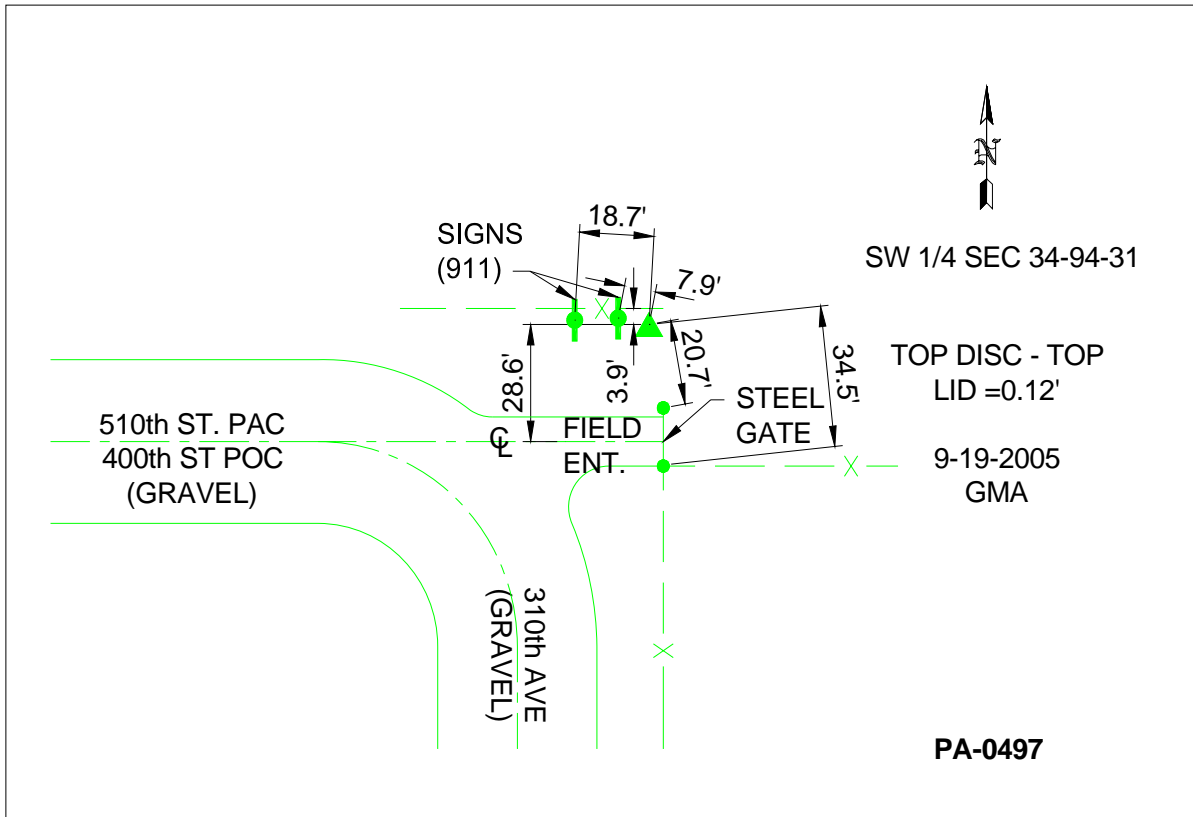 N
18.7'
SIGNS
(911)
7.9'
SW 1/4 SEC 34-94-31
28.6'
3.9'
20.7'
34.5'
TOP DISC - TOP
LID =0.12'
STEEL
GATE
510th ST. PAC
400th ST POC
(GRAVEL)
CL
FIELD
ENT.
9-19-2005
GMA
310th AVE
(GRAVEL)
PA-0497